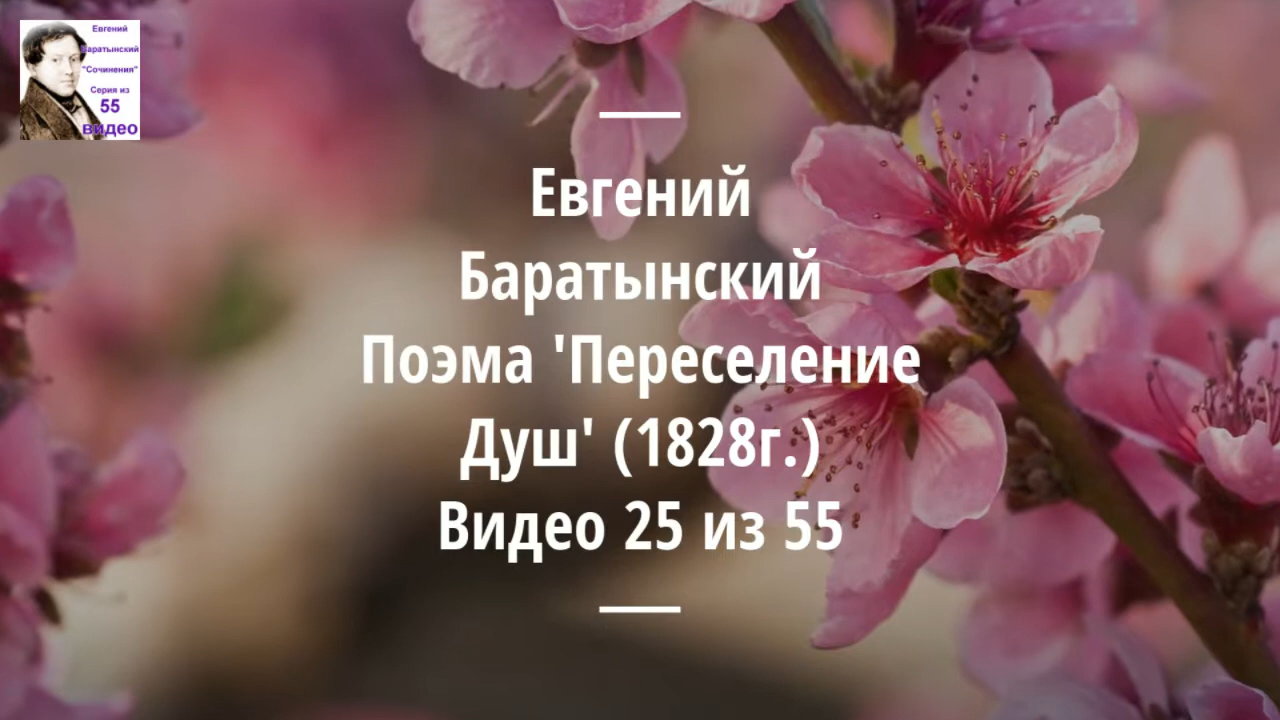 Евгений
Баратынский
"Сочинения"
Серия из
55
видео
Евгений
Баратынский
Поэма 'Переселение
Душ' (1828г.)
Видео 25 из 55